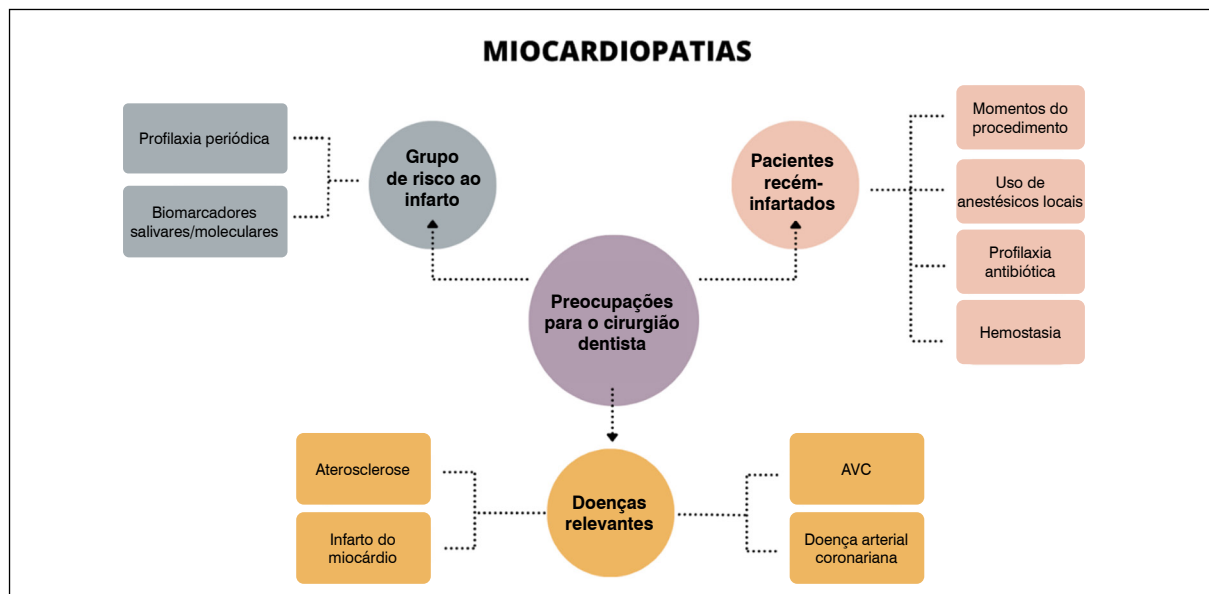 MIOCARDIOPATIAS
Profilaxia periódica
Biomarcadores
salivares/moleculares
Grupo
de risco ao
infarto
Pacientes
recém-
infartados
Momentos do
procedimento
Uso de
anestésicos locais
Profilaxia
antibiótica
Hemostasia
Preocupações
para o cirurgião
dentista
Aterosclerose
Infarto do
miocárdio
Doenças
relevantes
AVC
Doença arterial
coronariana